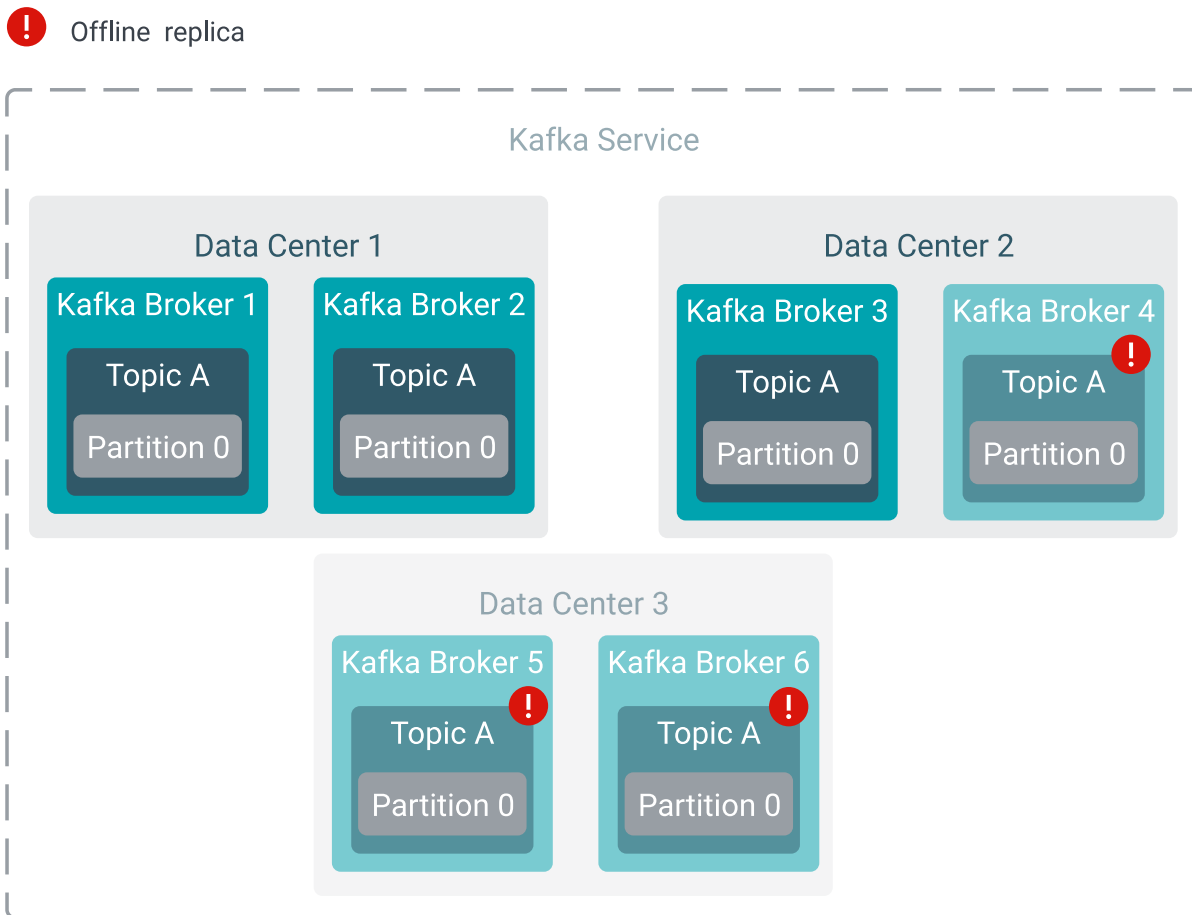 Offline replica
Kafka Service
Data Center 1
Kafka Broker 1
Topic A
Partition 0
Kafka Broker 2
Topic A
Partition 0
Data Center 2
Kafka Broker 3
Topic A
Partition 0
Kafka Broker 4
Topic A
Partition 0
Data Center 3
Kafka Broker 5
Topic A
Partition 0
Kafka Broker 6
Topic A
Partition 0